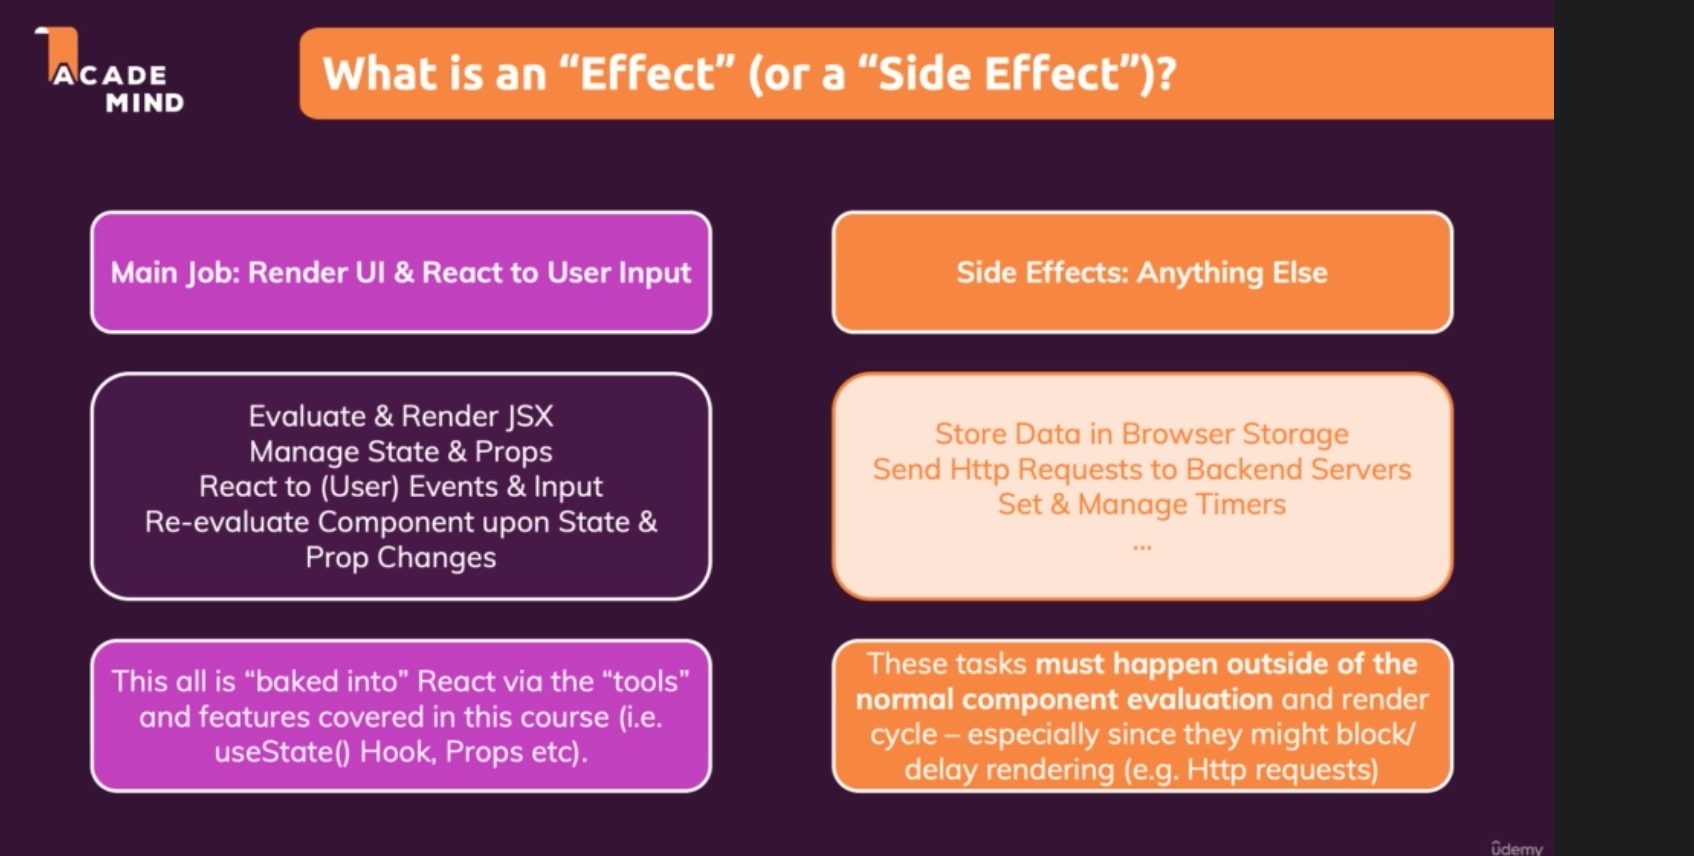 ACADE
MIND
What is an “Effect” (or a “Side Effect”)?
Main Job: Render UI & React to User Input
Evaluate & Render JSX
Manage State & Props
React to (User) Events & Input
Re-evaluate Component upon State &
Prop Changes
This all is “baked into” React via the “tools”
and features covered in this course (i.e.
useState() Hook, Props etc).
Side Effects: Anything Else
Store Data in Browser Storage
Send Http Requests to Backend Servers
Set & Manage Timers
...
These tasks must happen outside of the
normal component evaluation and render
cycle – especially since they might block/
delay rendering (e.g. Http requests)
ûdemy